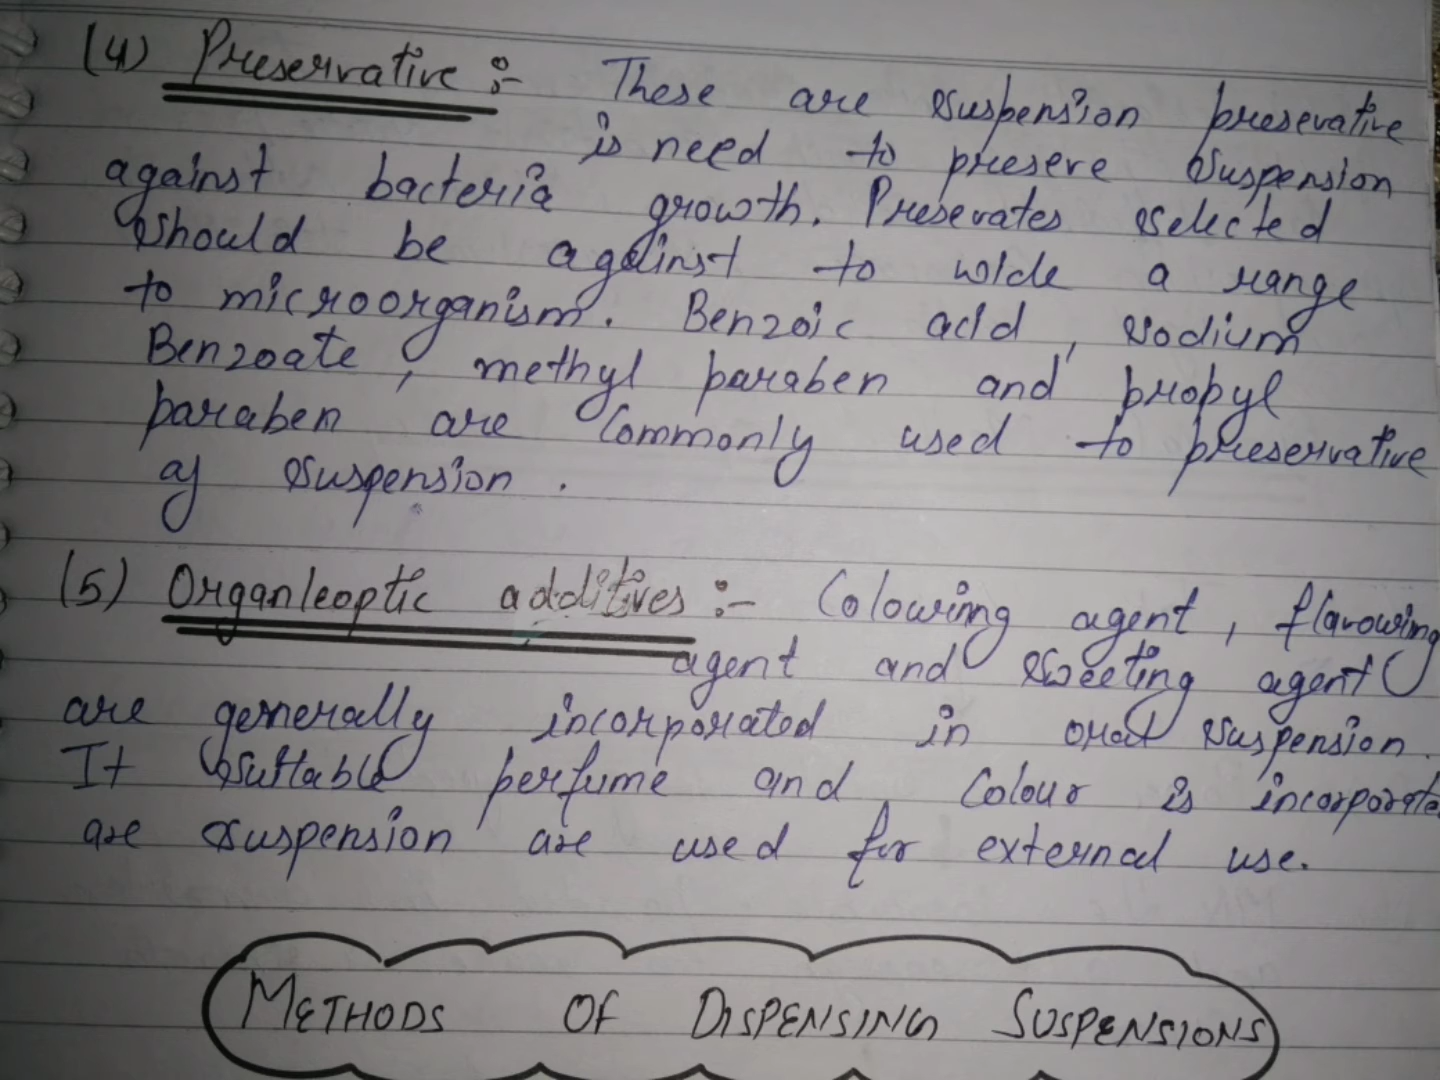 (4) Preservative :- These are suspension presevative
is need to presere suspension
against bacteria growth. Presevates selected
should be against to wide a range
to microorganism. Benzoic acid, sodium
Benzoate, methyl paraben and propyl
paraben are commonly used to preservative
of suspension.
(5) Organleoptic additives :- Colouring agent, flavouring
agent and sweeting agent
are generally incorporated in oral suspension.
It suitable perfume and colour is incorporate
are suspension are used for external use.
METHODS OF DISPENSING SUSPENSIONS